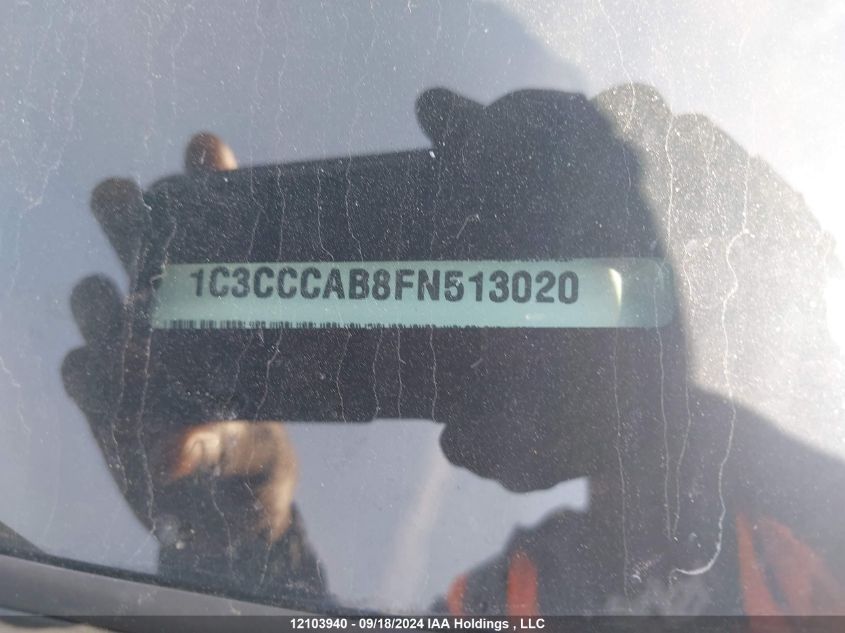 1C3CCCAB8FN513020
12103940 - 09/18/2024 IAA Holdings , LLC